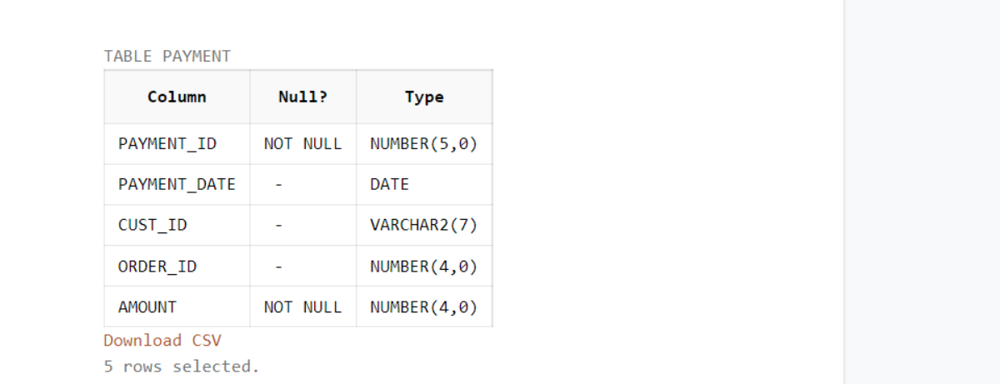 TABLE PAYMENT
Column Null? Type
PAYMENT_ID NOT NULL NUMBER(5,0)
PAYMENT_DATE - DATE
CUST_ID - VARCHAR2(7)
ORDER_ID - NUMBER(4,0)
AMOUNT NOT NULL NUMBER(4,0)
Download CSV
5 rows selected.